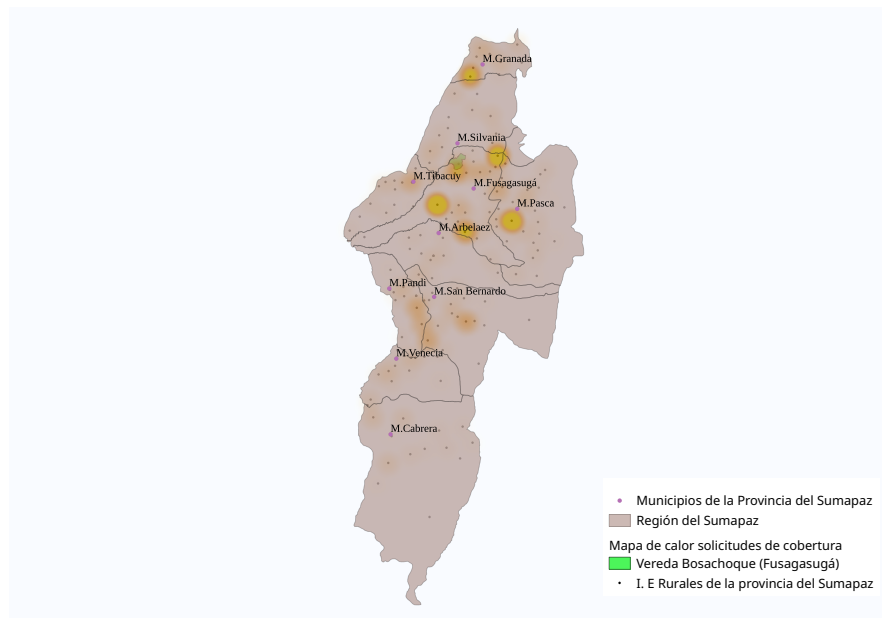 M.Granada
M.Silvania
M.Tibacuy
M.Fusagasugá
M.Pasca
M.Arbelaez
M.Pandi
M.San Bernardo
M.Venecia
M.Cabrera
Municipios de la Provincia del Sumapaz
Región del Sumapaz
Mapa de calor solicitudes de cobertura
Vereda Bosachoque (Fusagasugá)
I. E Rurales de la provincia del Sumapaz